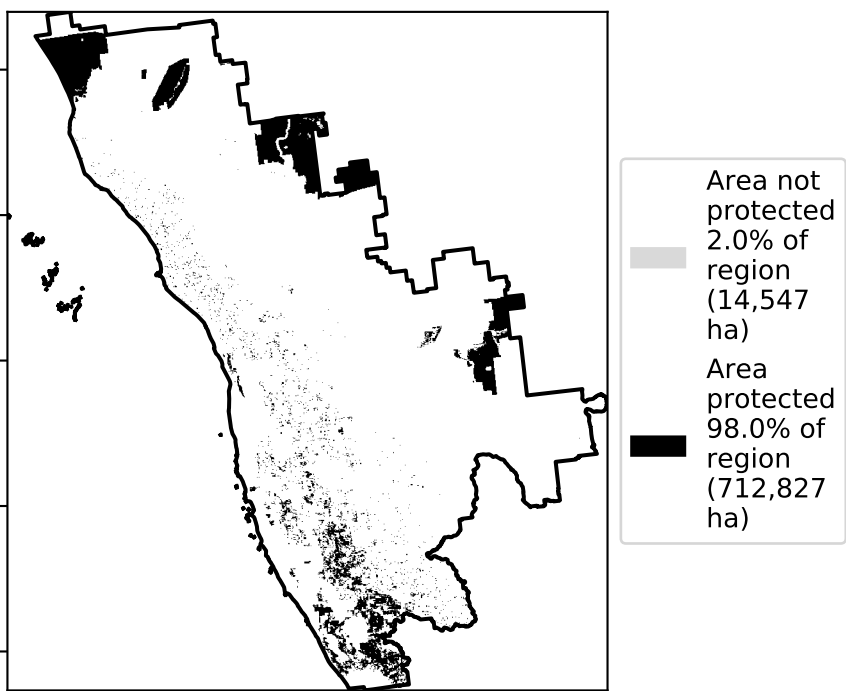 Area not
protected
2.0% of
region
(14,547
ha)
Area
protected
98.0% of
region
(712,827
ha)